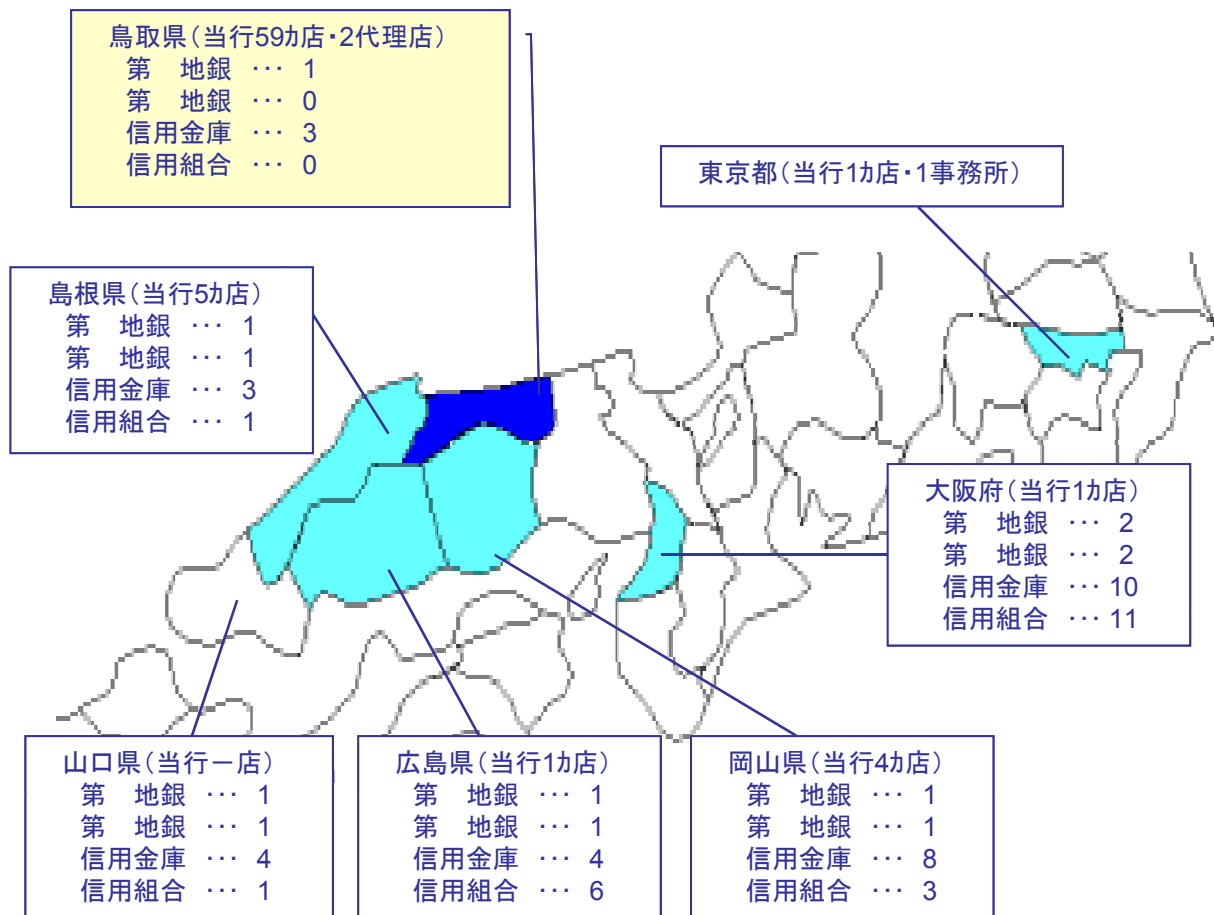 鳥取県（当行59ｶ店・2代理店）
第　地銀 … 1
第　地銀 … 0
信用金庫 … 3
信用組合 … 0
東京都（当行1ｶ店・1事務所）
島根県（当行5ｶ店）
第　地銀 … 1
第　地銀 … 1
信用金庫 … 3
信用組合 … 1
大阪府（当行1ｶ店）
第　地銀 … 2
第　地銀 … 2
信用金庫 … 10
信用組合 … 11
山口県（当行－店）
第　地銀 … 1
第　地銀 … 1
信用金庫 … 4
信用組合 … 1
広島県（当行1ｶ店）
第　地銀 … 1
第　地銀 … 1
信用金庫 … 4
信用組合 … 6
岡山県（当行4ｶ店）
第　地銀 … 1
第　地銀 … 1
信用金庫 … 8
信用組合 … 3